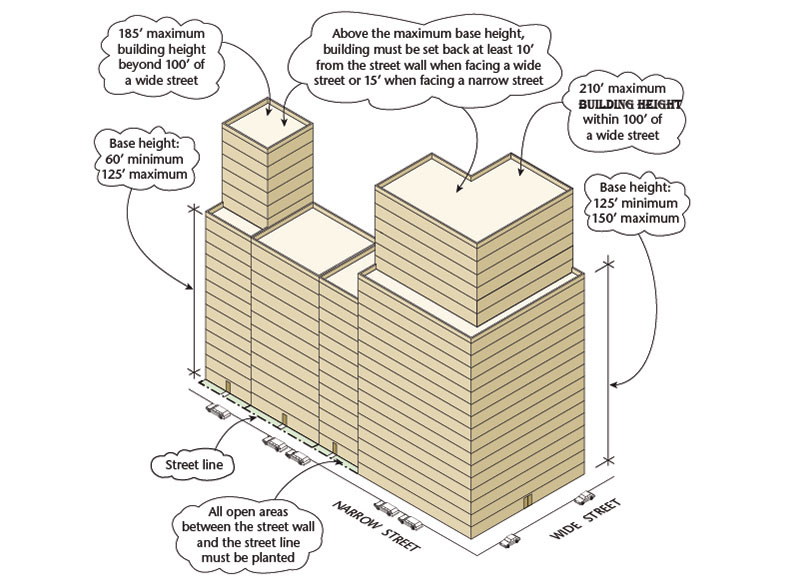 185’ maximum
building height
beyond 100’ of
a wide street
Above the maximum base height,
building must be set back at least 10’
from the street wall when facing a wide
street or 15’ when facing a narrow street
210’ maximum
BUILDING HEIGHT
within 100’ of
a wide street
Base height:
60’ minimum
125’ maximum
Base height:
125’ minimum
150’ maximum
Street line
All open areas
between the street wall
and the street line
must be planted
NARROW STREET
WIDE STREET